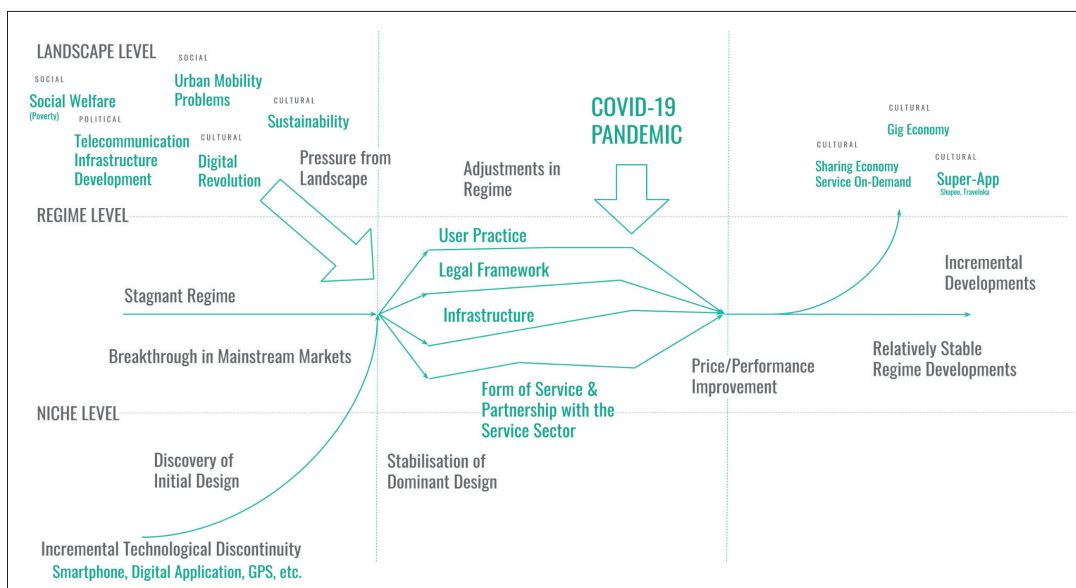 LANDSCAPE LEVEL
SOCIAL
Social Welfare
(Poverty)
SOCIAL
Urban Mobility
Problems
POLITICAL
Telecommunication
Infrastructure
Development
CULTURAL
Digital
Revolution
CULTURAL
Sustainability
Pressure from
Landscape
Adjustments in
Regime
COVID-19
PANDEMIC
CULTURAL
Gig Economy
CULTURAL
Sharing Economy
Service On-Demand
CULTURAL
Super-App
Shopee, Traveloka
REGIME LEVEL
Stagnant Regime
Breakthrough in Mainstream Markets
User Practice
Legal Framework
Infrastructure
Form of Service &
Partnership with the
Service Sector
Price/Performance
Improvement
Incremental
Developments
Relatively Stable
Regime Developments
NICHE LEVEL
Discovery of
Initial Design
Stabilisation of
Dominant Design
Incremental Technological Discontinuity
Smartphone, Digital Application, GPS, etc.